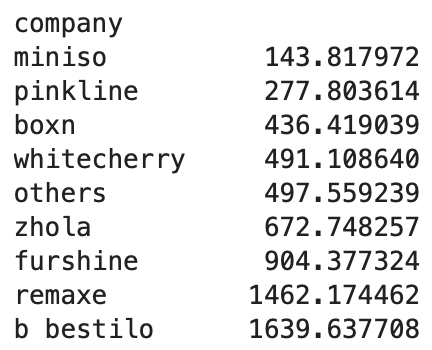 company
miniso 143.817972
pinkline 277.803614
boxn 436.419039
whitecherry 491.108640
others 497.559239
zhola 672.748257
furshine 904.377324
remaxe 1462.174462
b bestilo 1639.637708